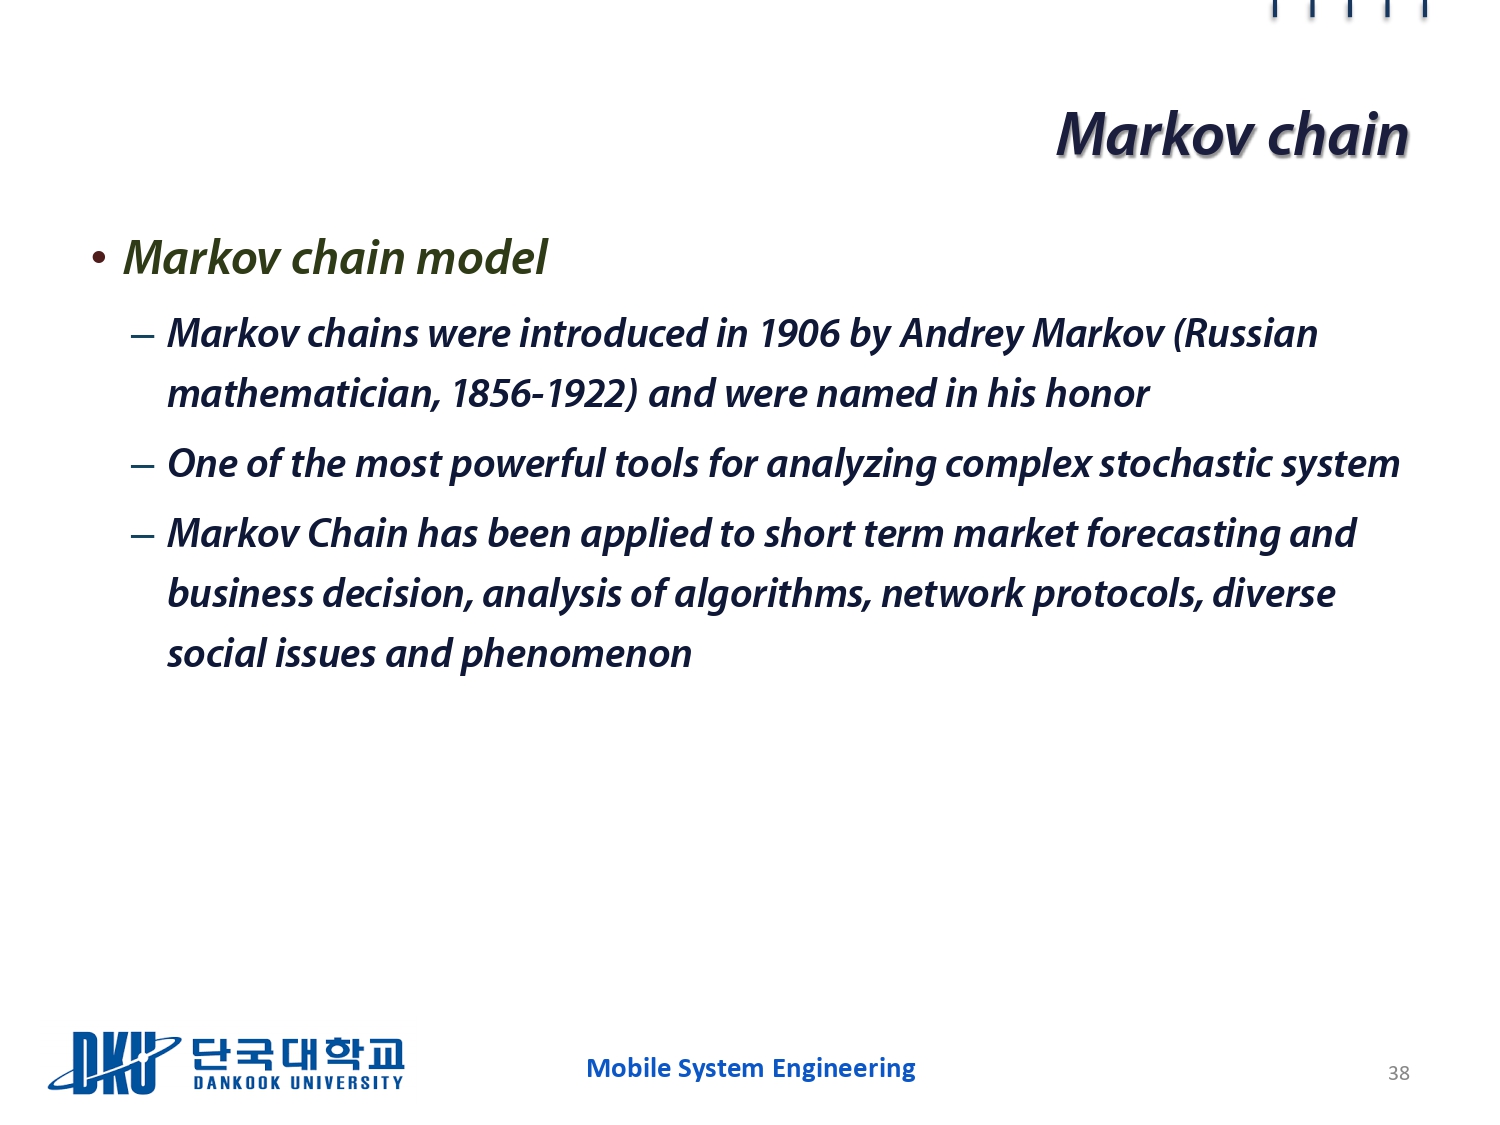 Markov chain
• Markov chain model
– Markov chains were introduced in 1906 by Andrey Markov (Russian
mathematician, 1856-1922) and were named in his honor
– One of the most powerful tools for analyzing complex stochastic system
– Markov Chain has been applied to short term market forecasting and
business decision, analysis of algorithms, network protocols, diverse
social issues and phenomenon
DKU 단국대학교
DANKOOK UNIVERSITY
Mobile System Engineering
38